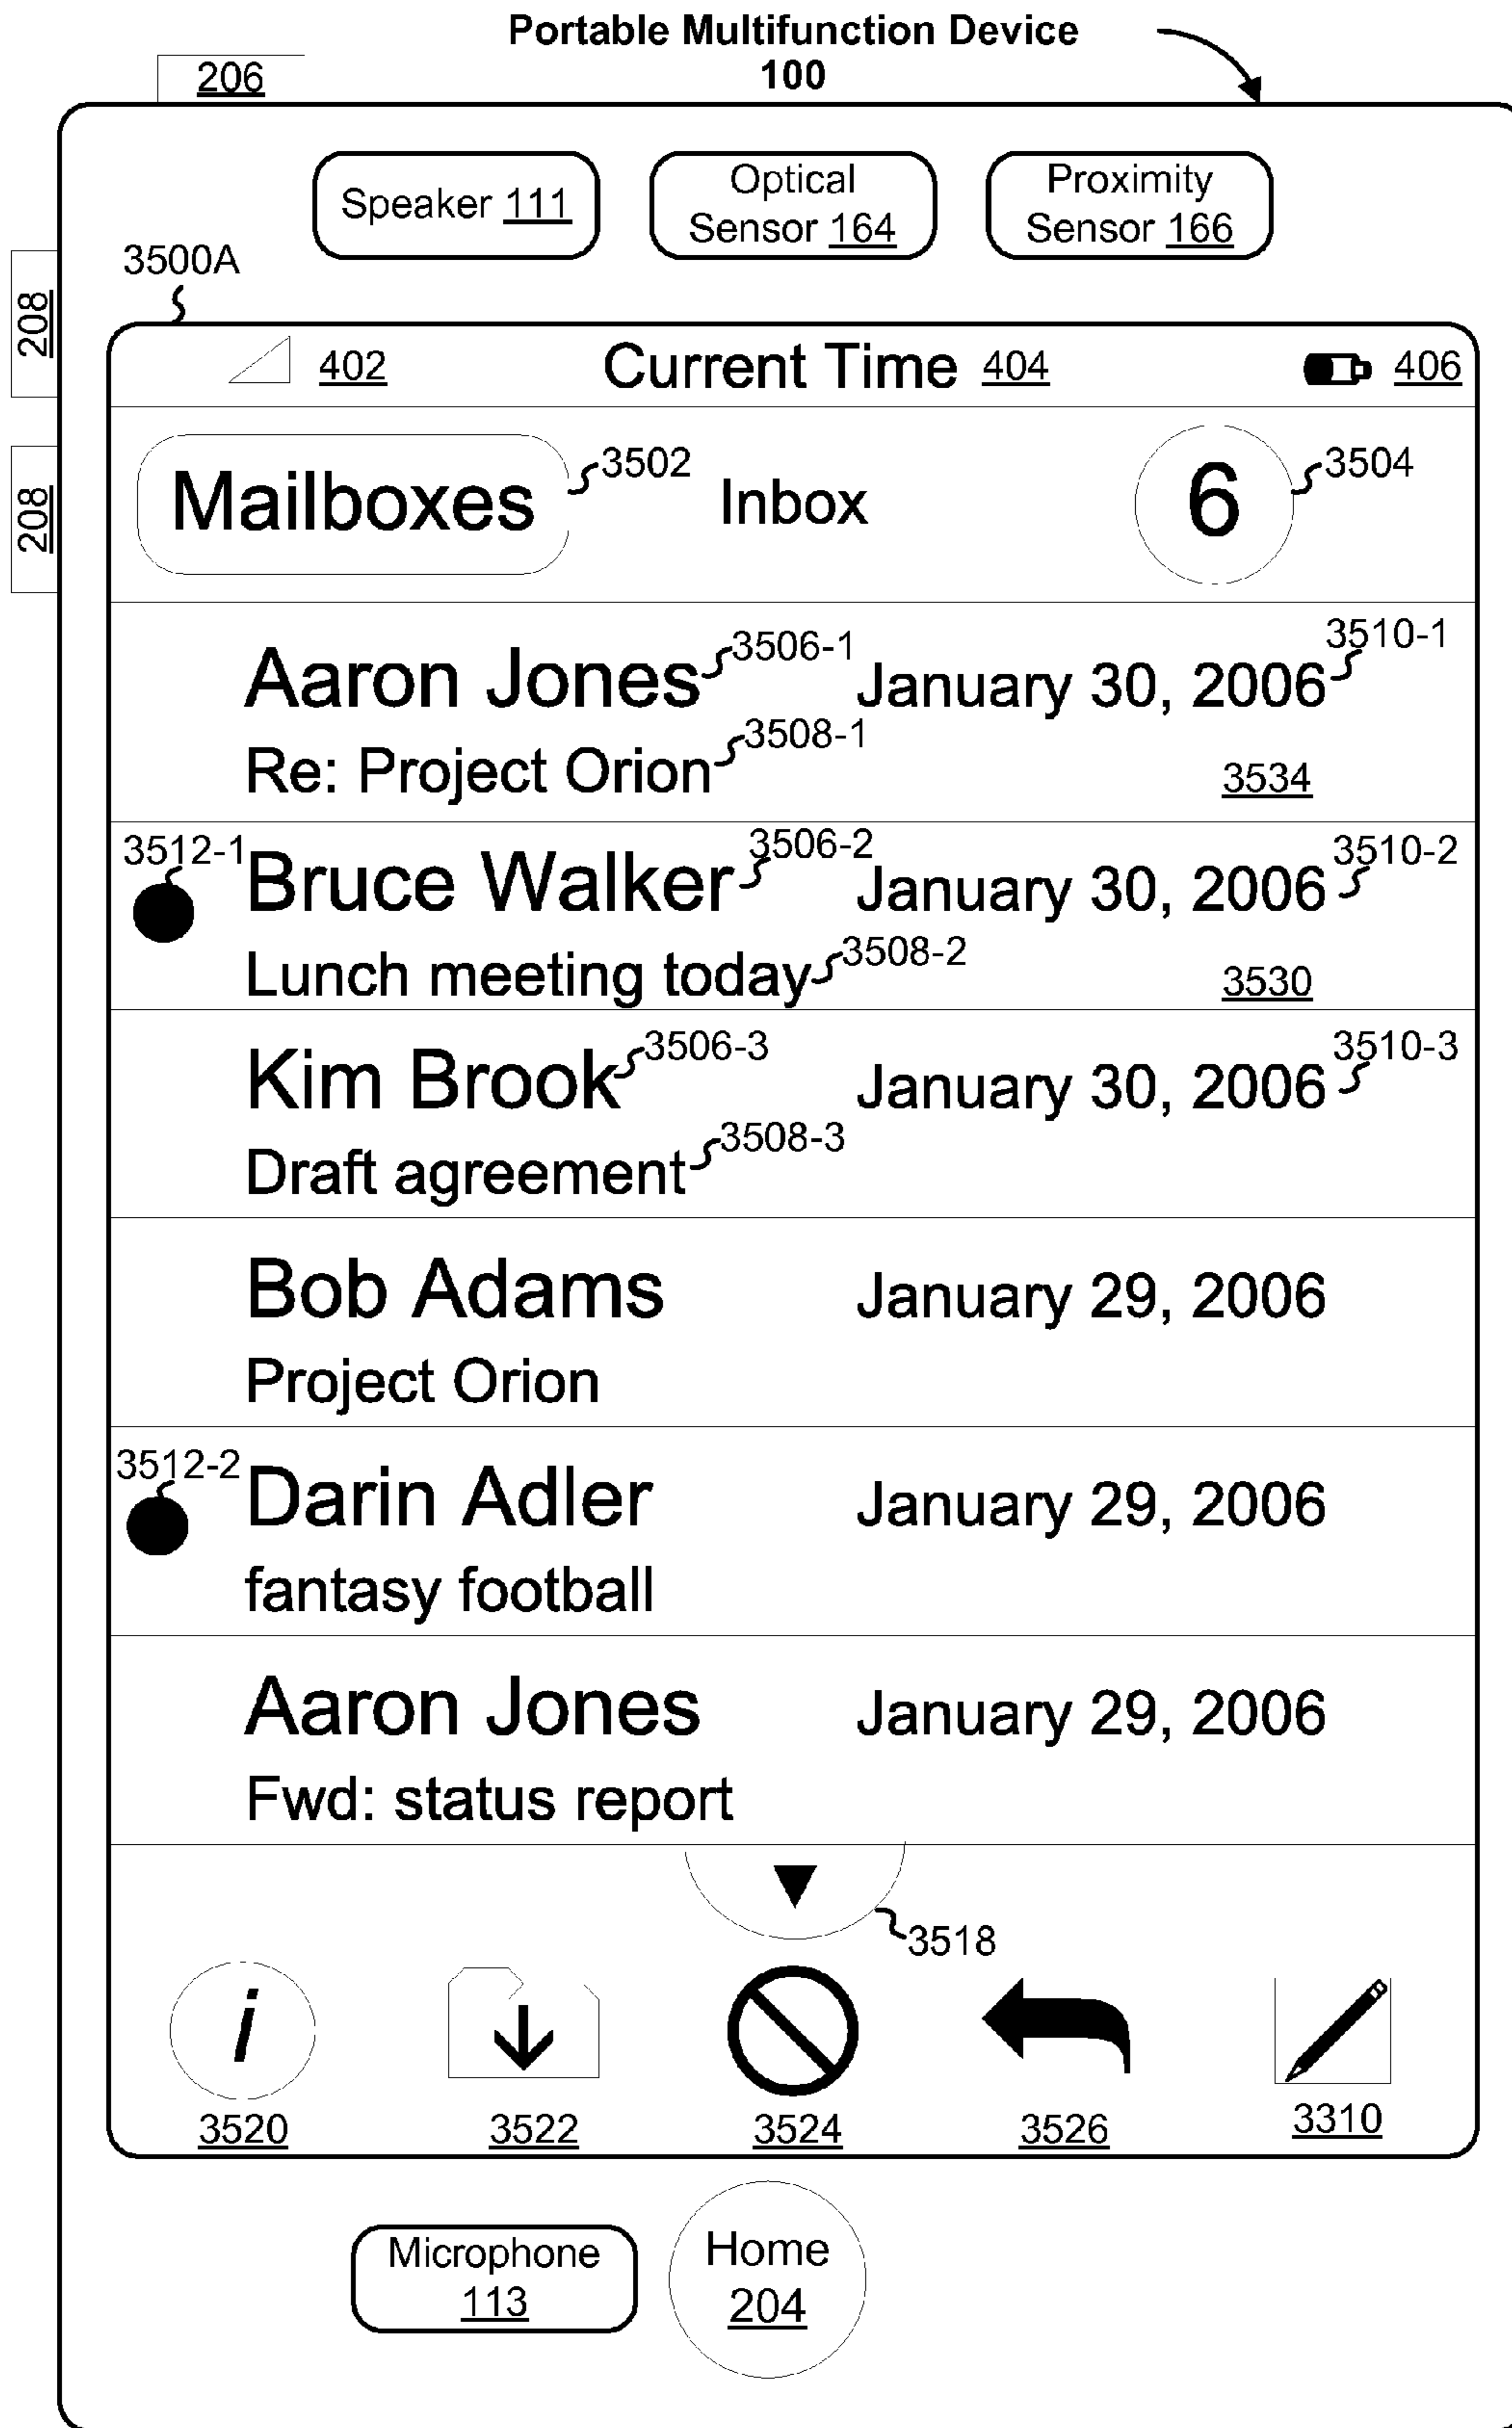 Portable Multifunction Device
100
206
Speaker 111
Optical
Sensor 164
Proximity
Sensor 166
3500A
208
402
Current Time 404
406
208
Mailboxes
3502
Inbox
6
3504
Aaron Jones
3506-1
January 30, 2006
3510-1
Re: Project Orion
3508-1
3534
3512-1
Bruce Walker
3506-2
January 30, 2006
3510-2
Lunch meeting today
3508-2
3530
Kim Brook
3506-3
January 30, 2006
3510-3
Draft agreement
3508-3
Bob Adams
January 29, 2006
Project Orion
3512-2
Darin Adler
January 29, 2006
fantasy football
Aaron Jones
January 29, 2006
Fwd: status report
3518
i
3520
3522
3524
3526
3310
Microphone
113
Home
204